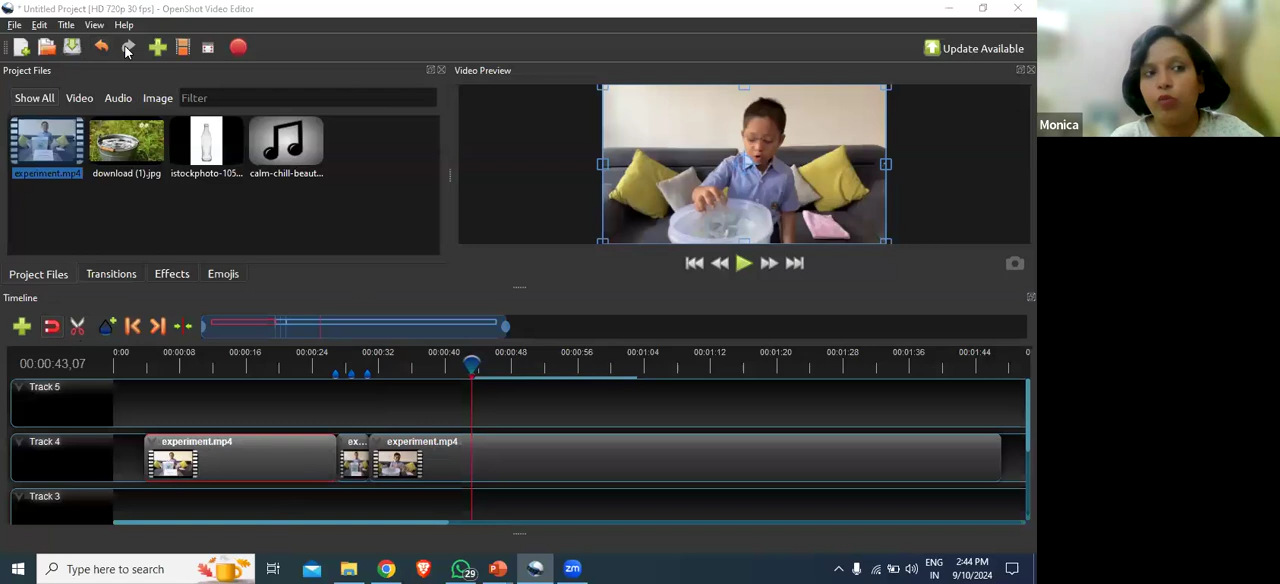 * Untitled Project [HD 720p 30 fps] - OpenShot Video Editor
File Edit Title View Help
Update Available
Project Files
Video Preview
Show All Video Audio Image Filter
Monica
experiment.mp4 download (1).jpg istockphoto-105... calm-chill-beaut...
Project Files Transitions Effects Emojis
Timeline
00:00:43,07
0:00 00:00:08 00:00:16 00:00:24 00:00:32 00:00:40 00:00:48 00:00:56 00:01:04 00:01:12 00:01:20 00:01:28 00:01:36 00:01:44 0
Track 5
Track 4
experiment.mp4 ex... experiment.mp4
Track 3
Type here to search
29
ENG
IN
2:44 PM
9/10/2024